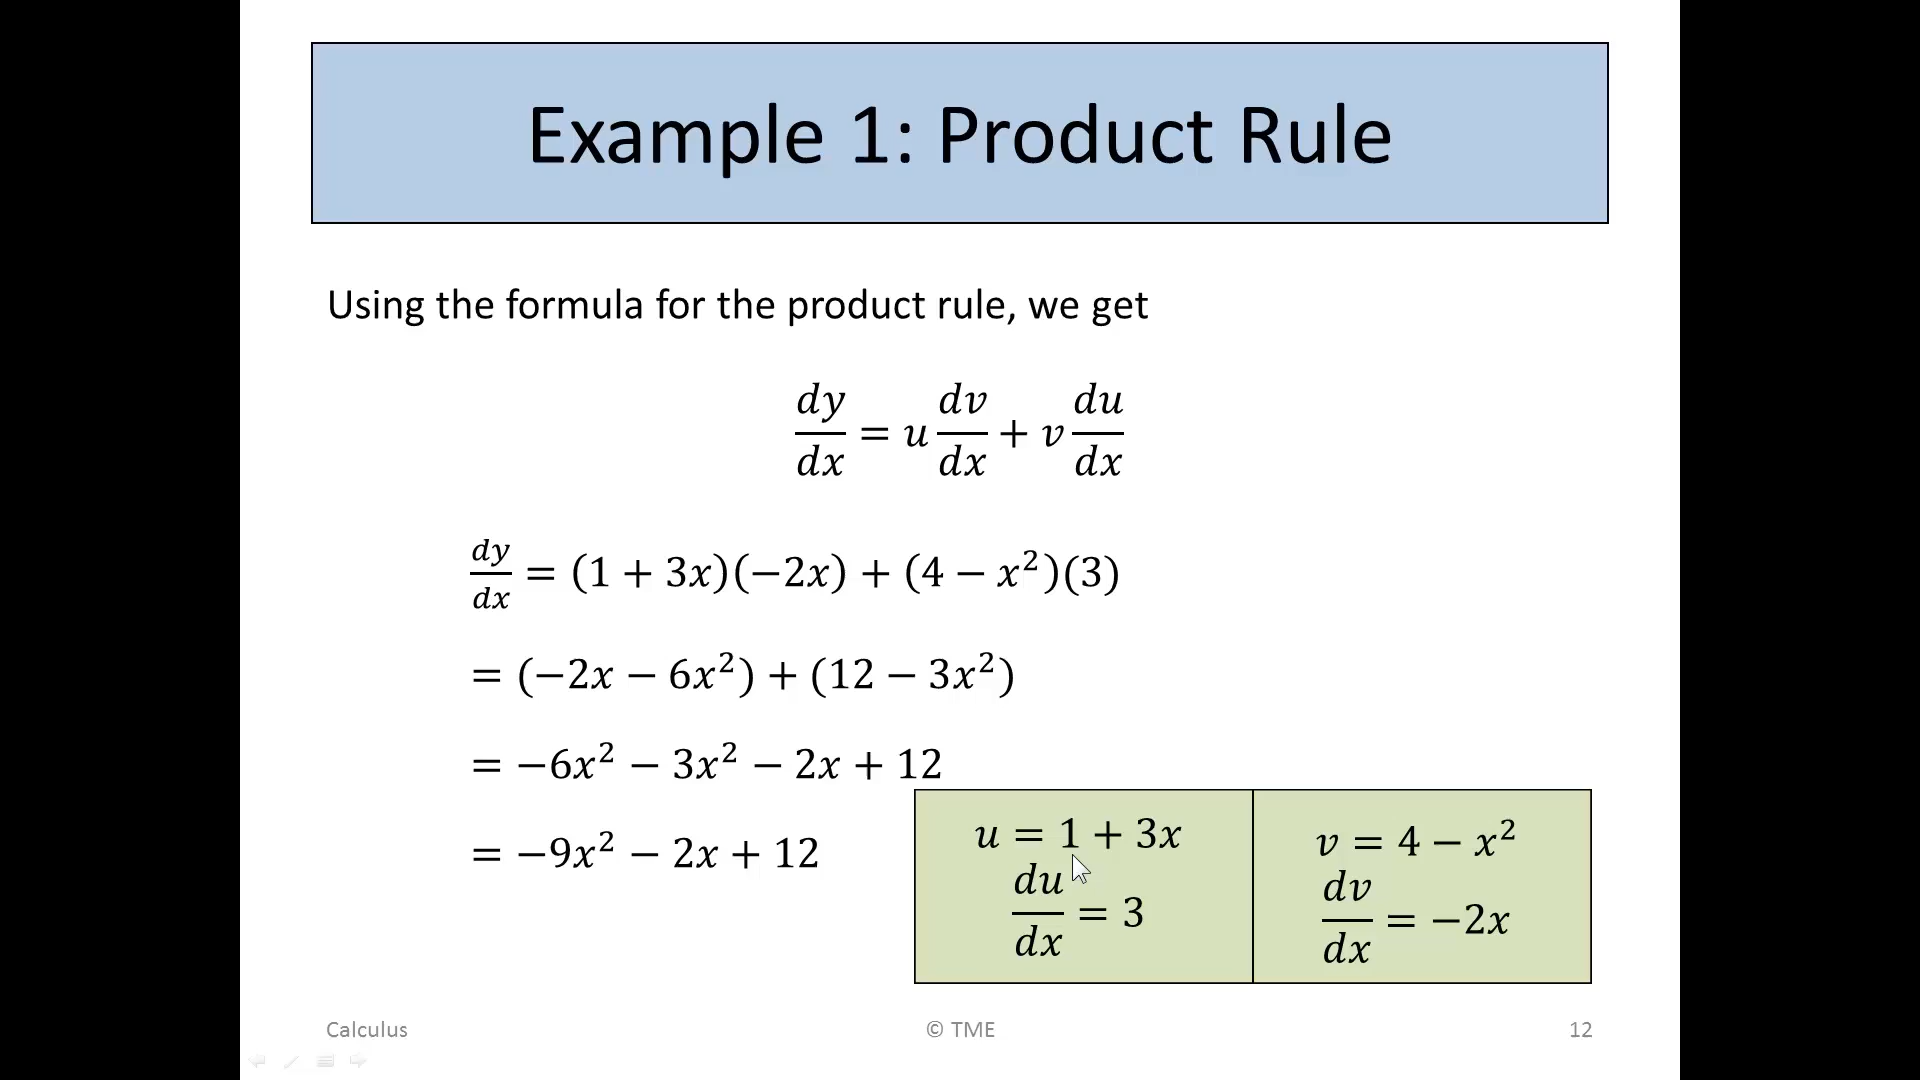 Example 1: Product Rule
Using the formula for the product rule, we get
dy/dx = u dv/dx + v du/dx
dy/dx = (1 + 3x)(−2x) + (4 − x²)(3)
= (−2x − 6x²) + (12 − 3x²)
= −6x² − 3x² − 2x + 12
= −9x² − 2x + 12
u = 1 + 3x
du/dx = 3
v = 4 − x²
dv/dx = −2x
Calculus
© TME
12